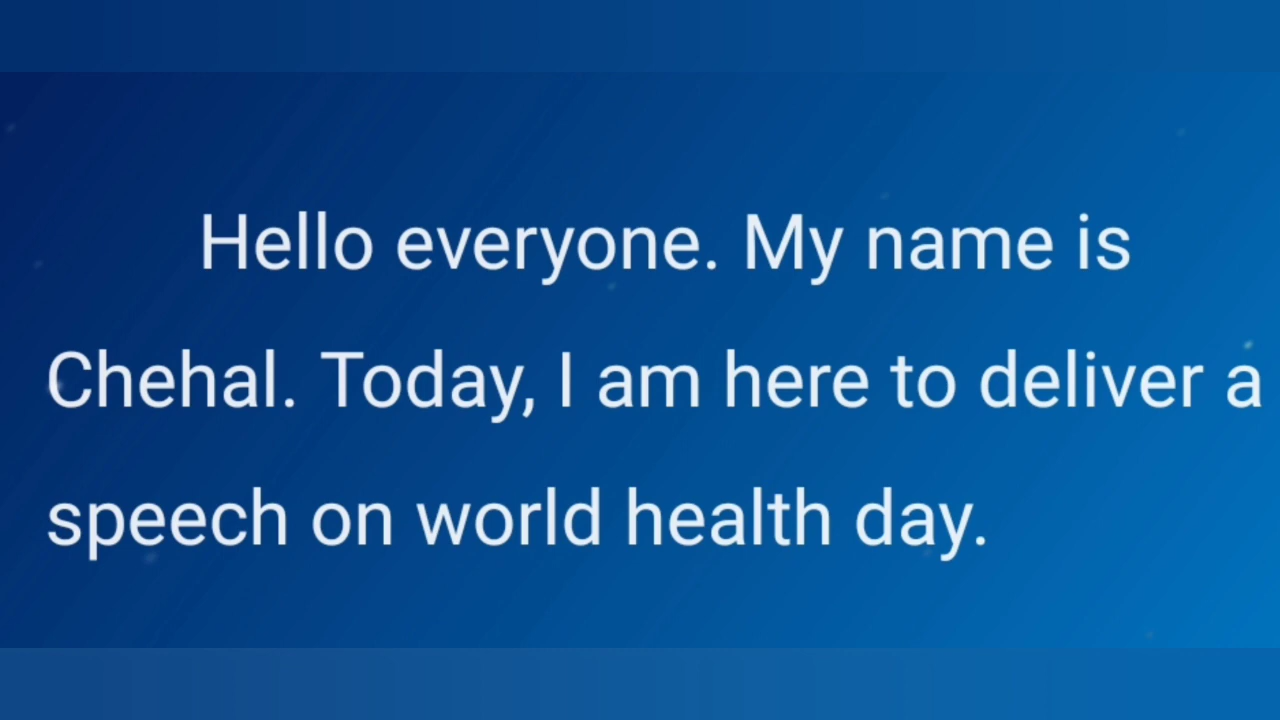 Hello everyone. My name is
Chehal. Today, I am here to deliver a
speech on world health day.